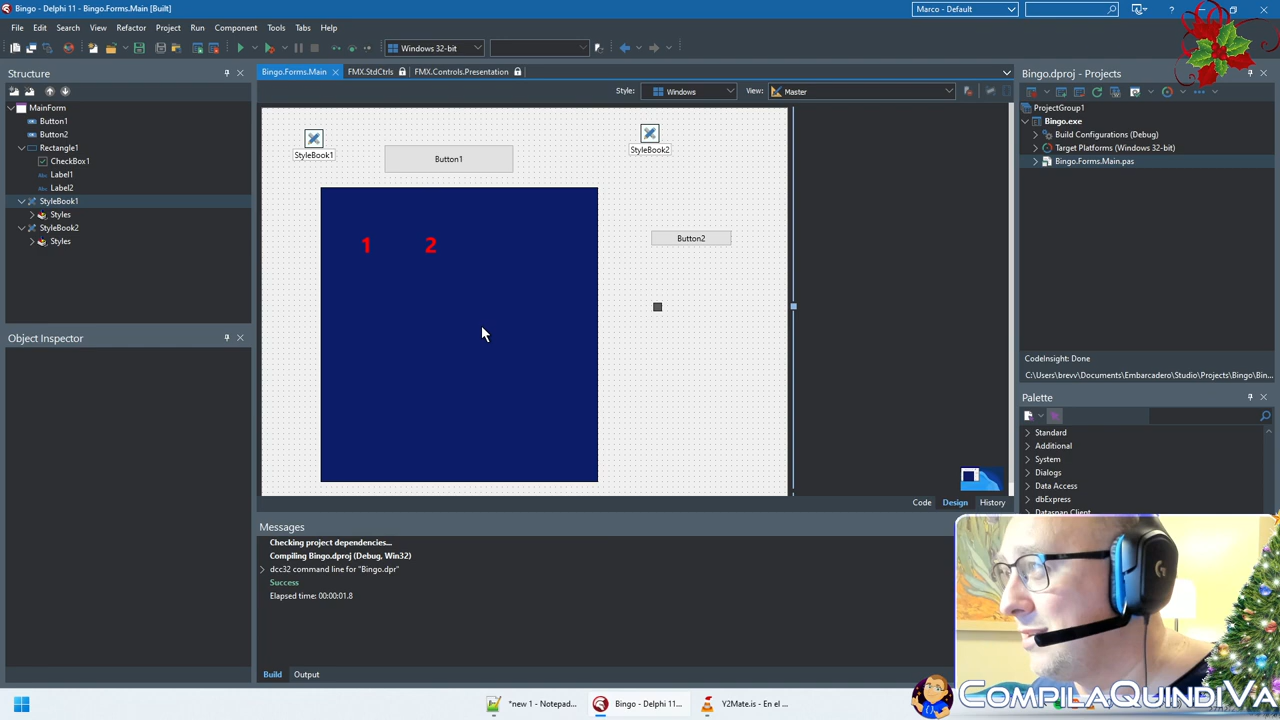 Bingo - Delphi 11 - Bingo.Forms.Main [Built]
Marco - Default
File Edit Search View Refactor Project Run Component Tools Tabs Help
Windows 32-bit
Structure
MainForm
Button1
Button2
Rectangle1
CheckBox1
Label1
Label2
StyleBook1
Styles
StyleBook2
Styles
Object Inspector
Bingo.Forms.Main FMX.StdCtrls FMX.Controls.Presentation
Style: Windows View: Master
StyleBook1
Button1
StyleBook2
1 2
Button2
Code Design History
Messages
Checking project dependencies...
Compiling Bingo.dproj (Debug, Win32)
dcc32 command line for "Bingo.dpr"
Success
Elapsed time: 00:00:01.8
Build Output
Bingo.dproj - Projects
ProjectGroup1
Bingo.exe
Build Configurations (Debug)
Target Platforms (Windows 32-bit)
Bingo.Forms.Main.pas
CodeInsight: Done
C:\Users\brevv\Documents\Embarcadero\Studio\Projects\Bingo\Bin...
Palette
Standard
Additional
System
Dialogs
Data Access
dbExpress
Datasnap Client
*new 1 - Notepad... Bingo - Delphi 11 ... Y2Mate.is - En el ...
COMPILAQUINDIVA